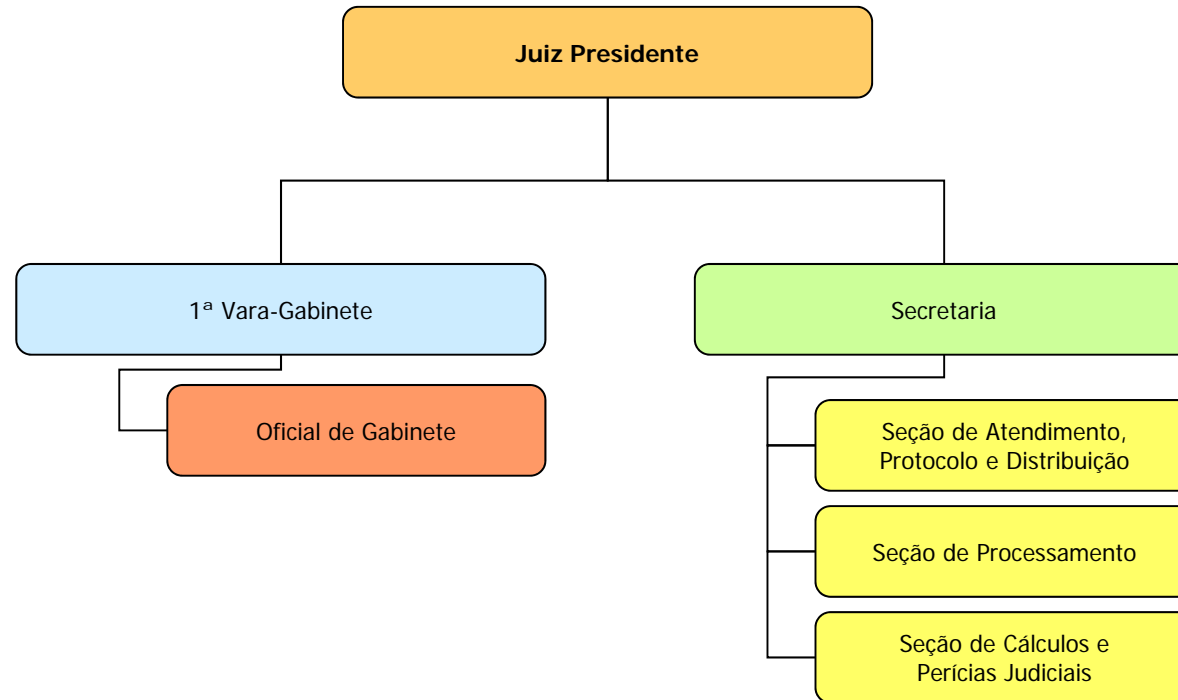 Juiz Presidente
1ª Vara-Gabinete
Secretaria
Oficial de Gabinete
Seção de Atendimento,
Protocolo e Distribuição
Seção de Processamento
Seção de Cálculos e
Perícias Judiciais